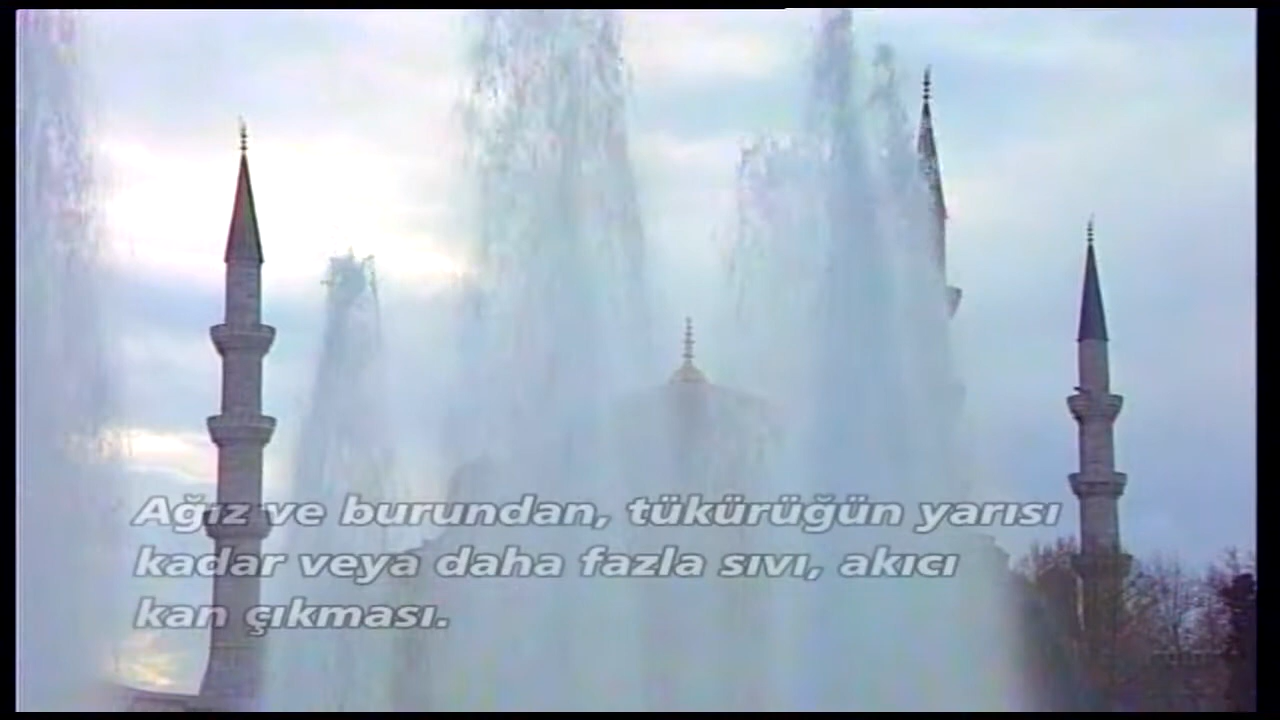 Ağız ve burundan, tükürüğün yarısı
kadar veya daha fazla sıvı, akıcı
kan çıkması.